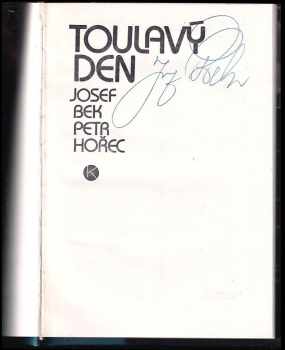 TOULAVÝ
DEN
JOSEF
BEK
PETR
HOŘEC
K